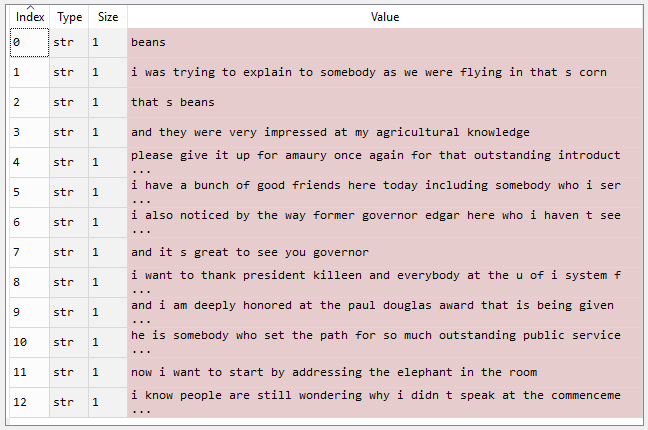 Index Type Size Value
0 str 1 beans
1 str 1 i was trying to explain to somebody as we were flying in that s corn
2 str 1 that s beans
3 str 1 and they were very impressed at my agricultural knowledge
4 str 1 please give it up for amaury once again for that outstanding introduct
...
5 str 1 i have a bunch of good friends here today including somebody who i ser
...
6 str 1 i also noticed by the way former governor edgar here who i haven t see
...
7 str 1 and it s great to see you governor
8 str 1 i want to thank president killeen and everybody at the u of i system f
...
9 str 1 and i am deeply honored at the paul douglas award that is being given
...
10 str 1 he is somebody who set the path for so much outstanding public service
...
11 str 1 now i want to start by addressing the elephant in the room
12 str 1 i know people are still wondering why i didn t speak at the commenceme
...